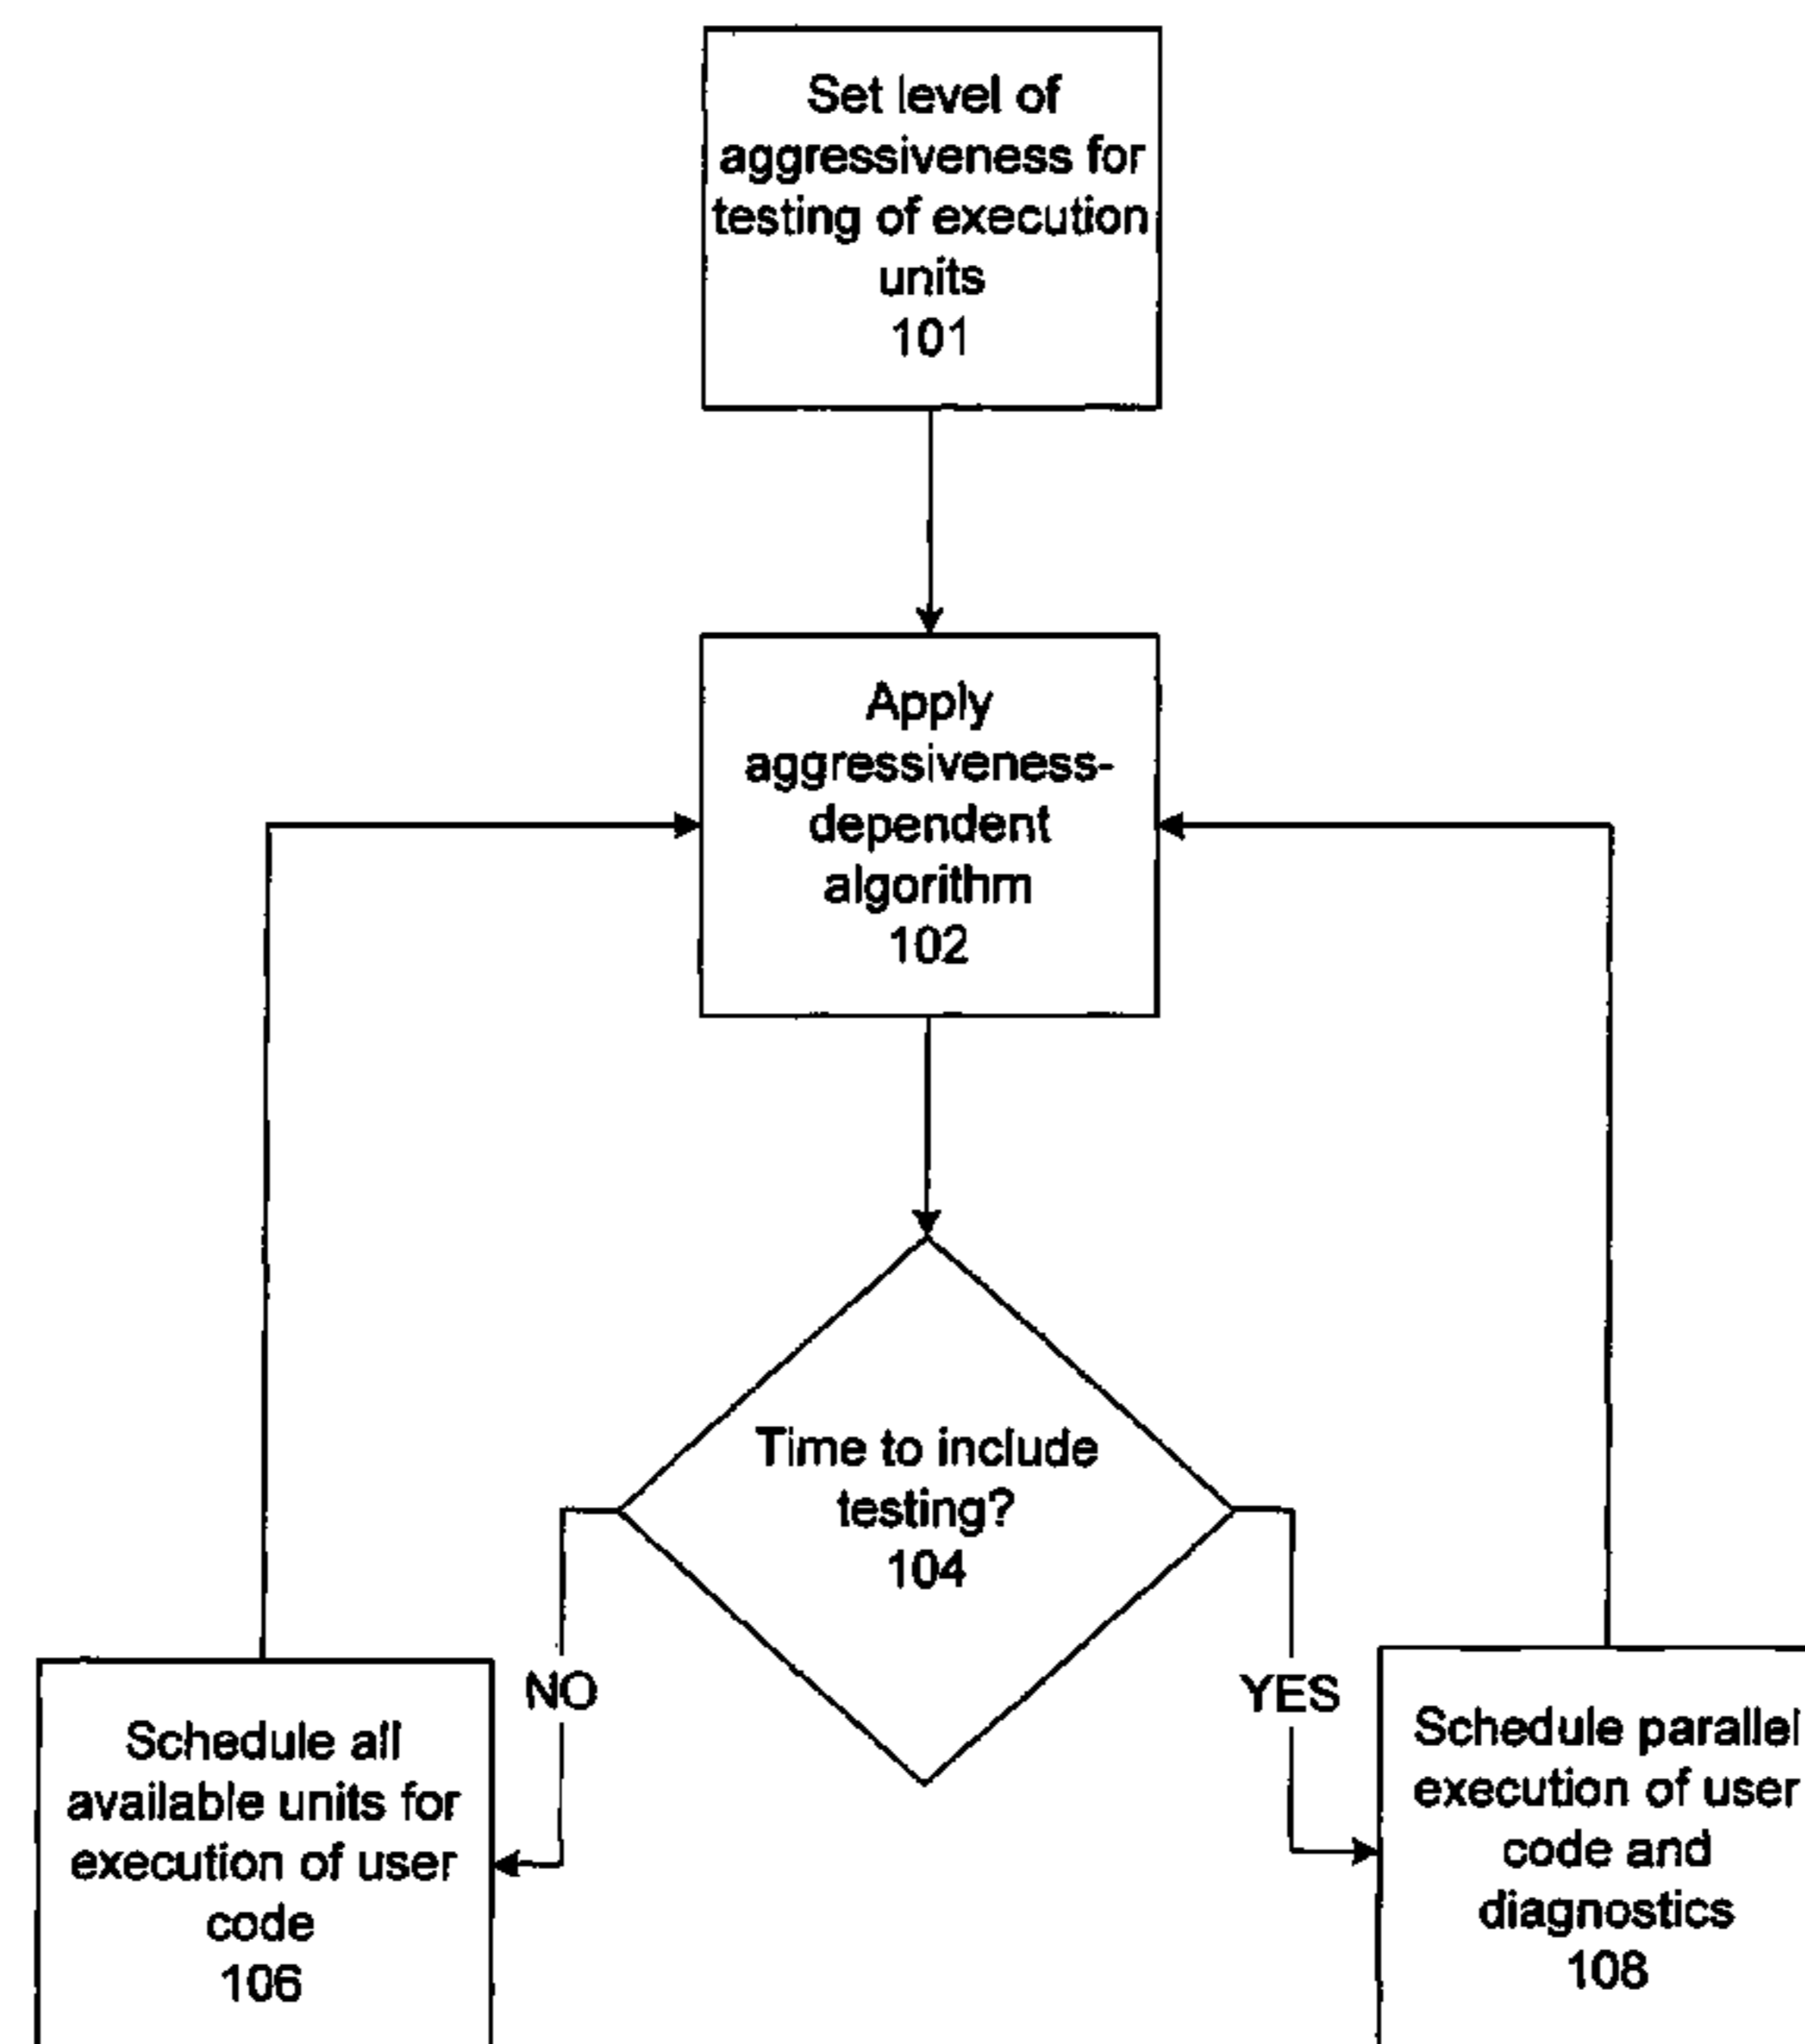 Set level of
aggressiveness for
testing of execution
units
101
Apply
aggressiveness-
dependent
algorithm
102
Time to include
testing?
104
NO
YES
Schedule all
available units for
execution of user
code
106
Schedule parallel
execution of user
code and
diagnostics
108